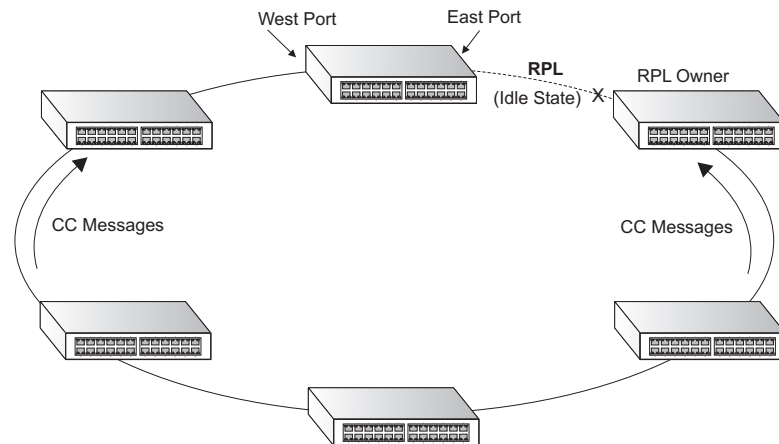 West Port
East Port
RPL
(Idle State)
X
RPL Owner
CC Messages
CC Messages